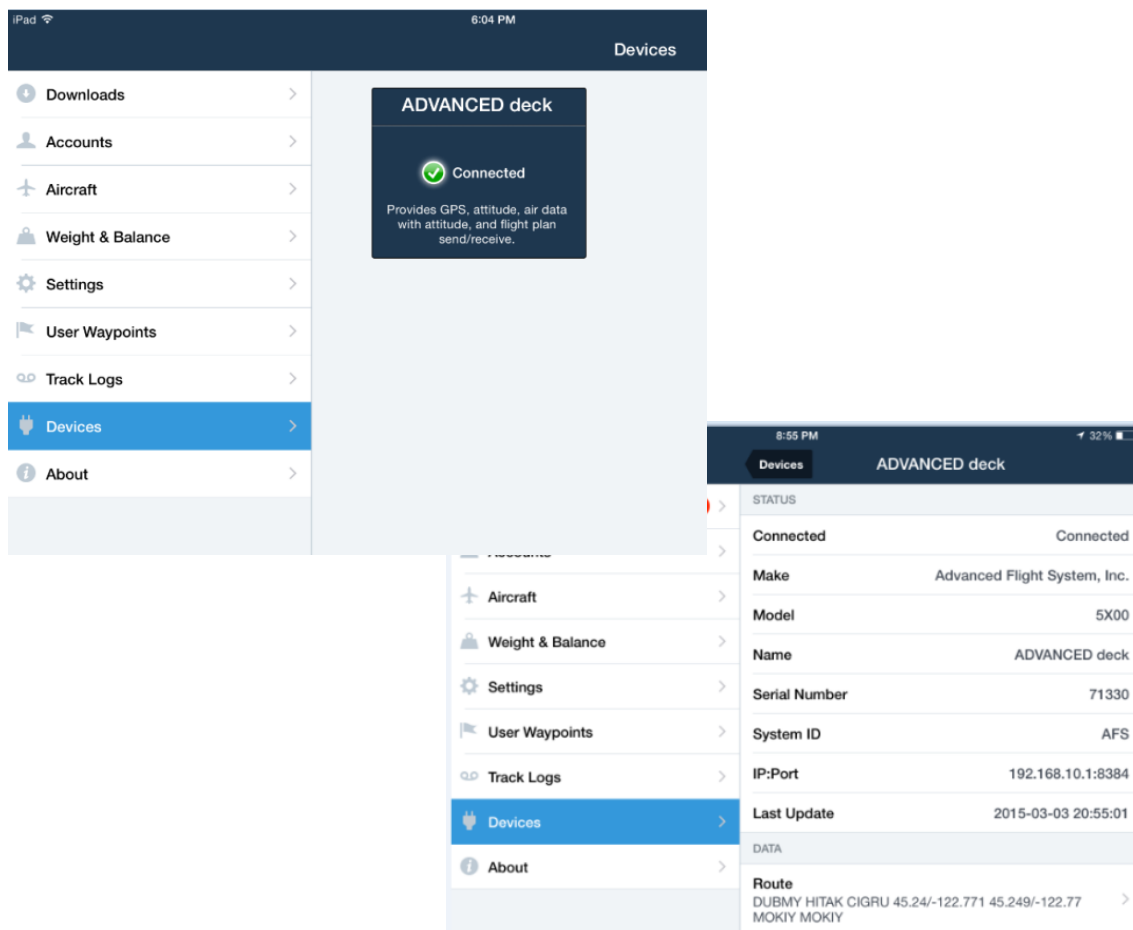 iPad
6:04 PM
Devices
Downloads
Accounts
Aircraft
Weight & Balance
Settings
User Waypoints
Track Logs
Devices
About
ADVANCED deck
Connected
Provides GPS, attitude, air data
with attitude, and flight plan
send/receive.
8:55 PM
32%
Devices
ADVANCED deck
Accounts
Aircraft
Weight & Balance
Settings
User Waypoints
Track Logs
Devices
About
STATUS
Connected Connected
Make Advanced Flight System, Inc.
Model 5X00
Name ADVANCED deck
Serial Number 71330
System ID AFS
IP:Port 192.168.10.1:8384
Last Update 2015-03-03 20:55:01
DATA
Route
DUBMY HITAK CIGRU 45.24/-122.771 45.249/-122.77
MOKIY MOKIY